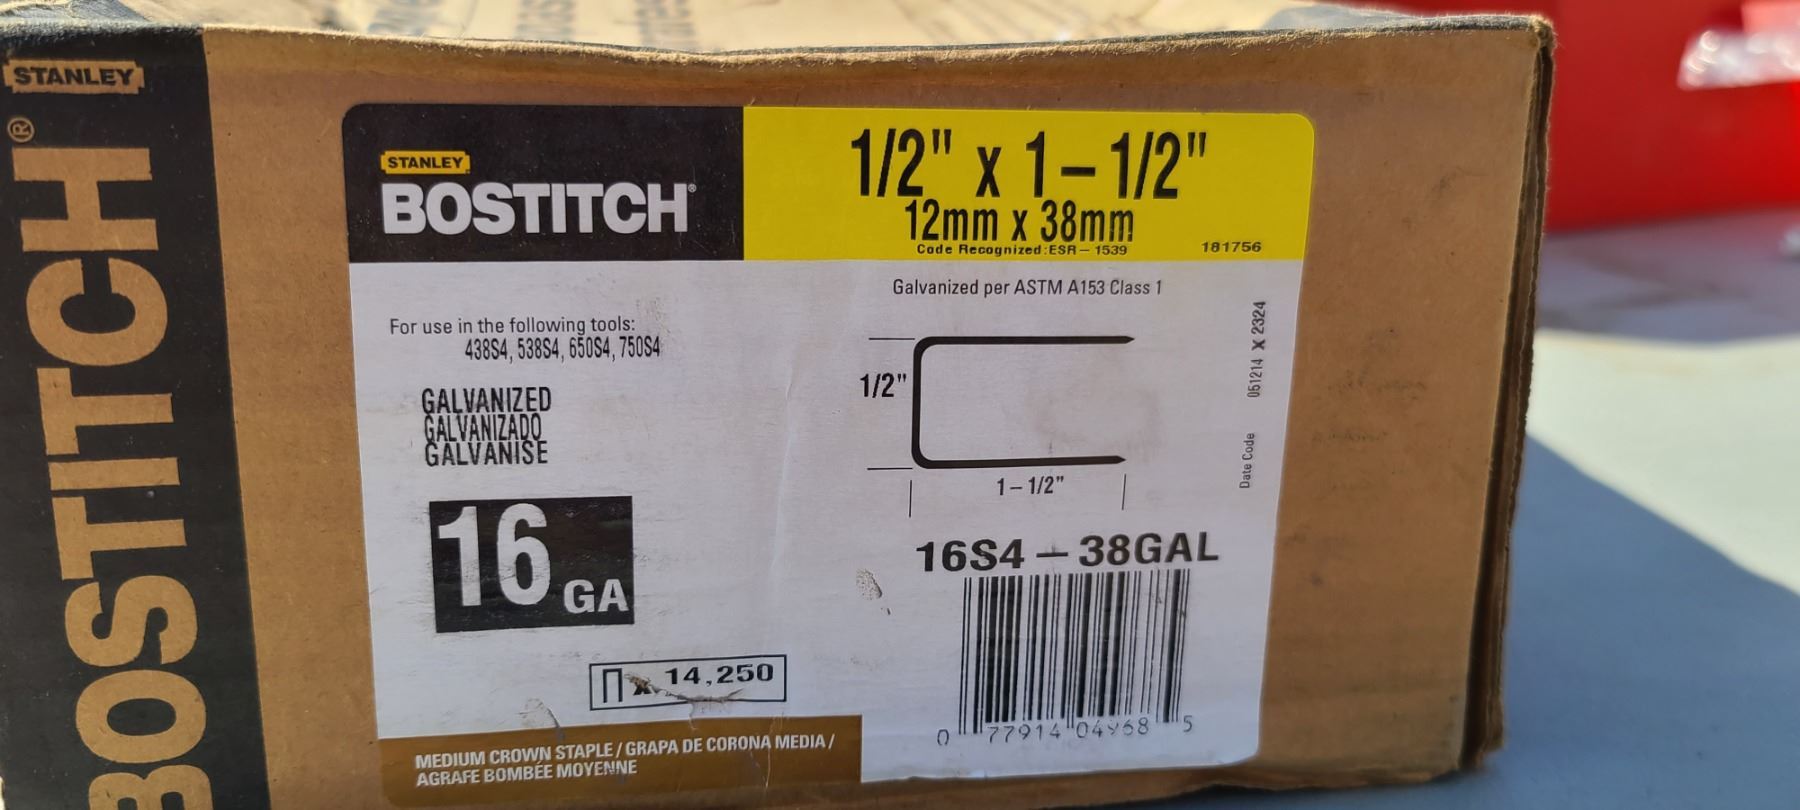 STANLEY
BOSTITCH®
STANLEY
BOSTITCH®
1/2" x 1-1/2"
12mm x 38mm
Code Recognized:ESR-1539
181756
Galvanized per ASTM A153 Class 1
For use in the following tools:
438S4, 538S4, 650S4, 750S4
GALVANIZED
GALVANIZADO
GALVANISE
16 GA
1/2"
1-1/2"
Date Code 051214 X 2324
16S4-38GAL
x 14,250
0 77914 04968 5
MEDIUM CROWN STAPLE / GRAPA DE CORONA MEDIA /
AGRAFE BOMBÉE MOYENNE